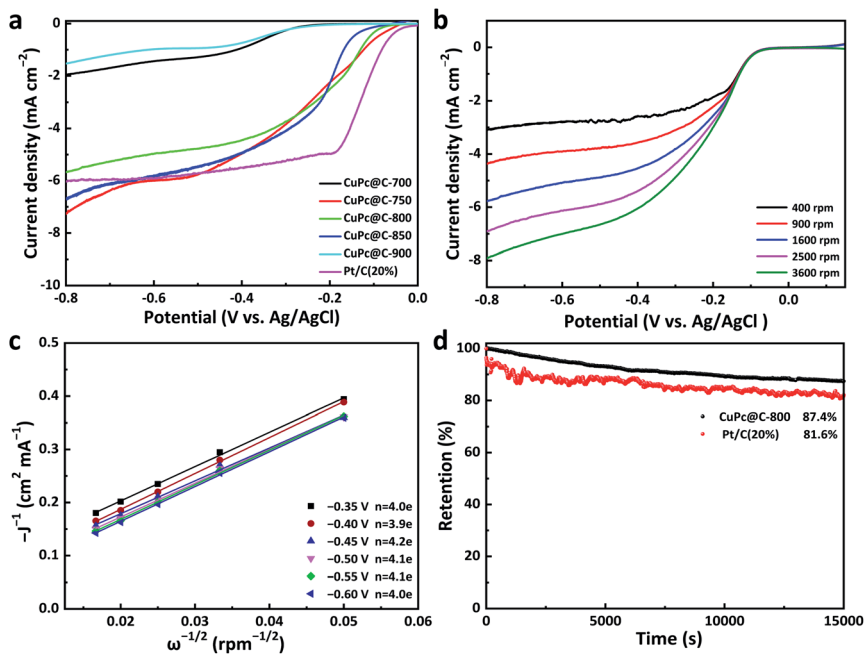 a
Current density (mA cm⁻²)
0
-2
-4
-6
-8
-10
-0.8
-0.6
-0.4
-0.2
0.0
Potential (V vs. Ag/AgCl)
CuPc@C-700
CuPc@C-750
CuPc@C-800
CuPc@C-850
CuPc@C-900
Pt/C(20%)
b
Current density (mA cm⁻²)
2
0
-2
-4
-6
-8
-0.8
-0.6
-0.4
-0.2
0.0
Potential (V vs. Ag/AgCl )
400 rpm
900 rpm
1600 rpm
2500 rpm
3600 rpm
c
−J⁻¹ (cm² mA⁻¹)
0.5
0.4
0.3
0.2
0.1
0.0
0.02
0.03
0.04
0.05
0.06
ω⁻¹/² (rpm⁻¹/²)
−0.35 V n=4.0e
−0.40 V n=3.9e
−0.45 V n=4.2e
−0.50 V n=4.1e
−0.55 V n=4.1e
−0.60 V n=4.0e
d
Retention (%)
100
80
60
40
20
0
0
5000
10000
15000
Time (s)
CuPc@C-800 87.4%
Pt/C(20%) 81.6%